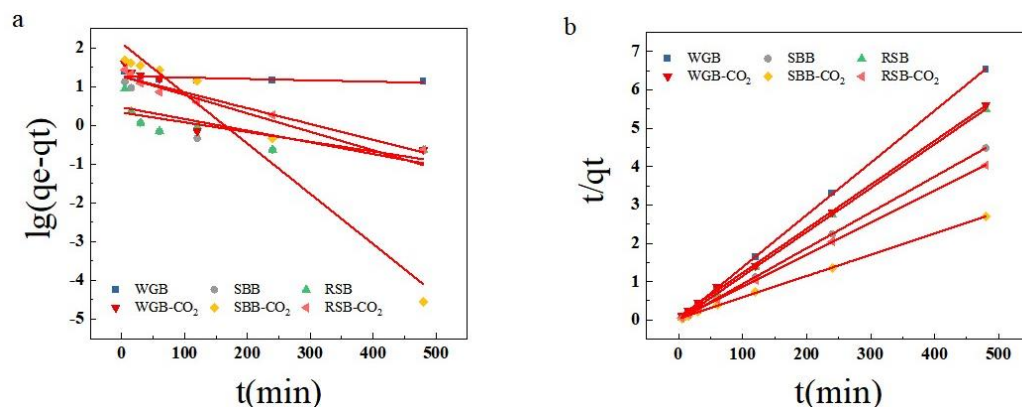 a
lg(qe-qt)
2
1
0
-1
-2
-3
-4
-5
WGB SBB RSB
WGB-CO₂ SBB-CO₂ RSB-CO₂
0 100 200 300 400 500
t(min)
b
t/qt
7
6
5
4
3
2
1
0
WGB SBB RSB
WGB-CO₂ SBB-CO₂ RSB-CO₂
0 100 200 300 400 500
t(min)